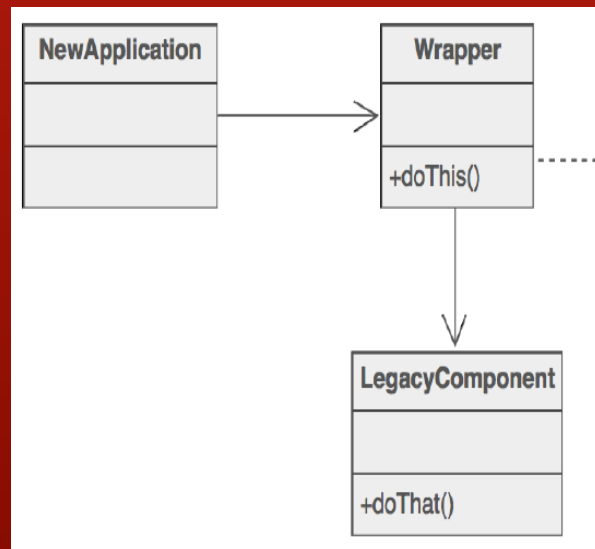 NewApplication
Wrapper
+doThis()
LegacyComponent
+doThat()